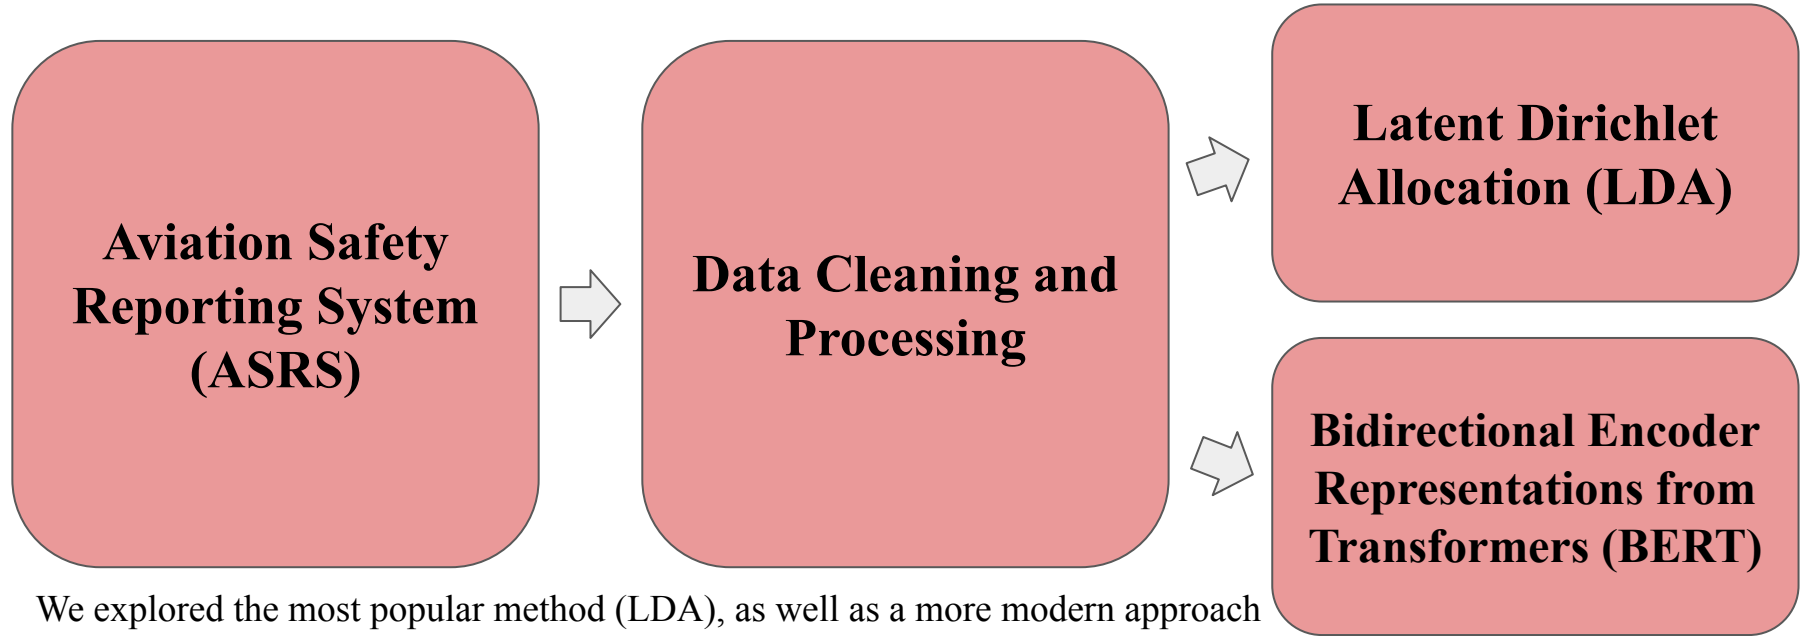 Aviation Safety
Reporting System
(ASRS)
Data Cleaning and
Processing
Latent Dirichlet
Allocation (LDA)
Bidirectional Encoder
Representations from
Transformers (BERT)
We explored the most popular method (LDA), as well as a more modern approach